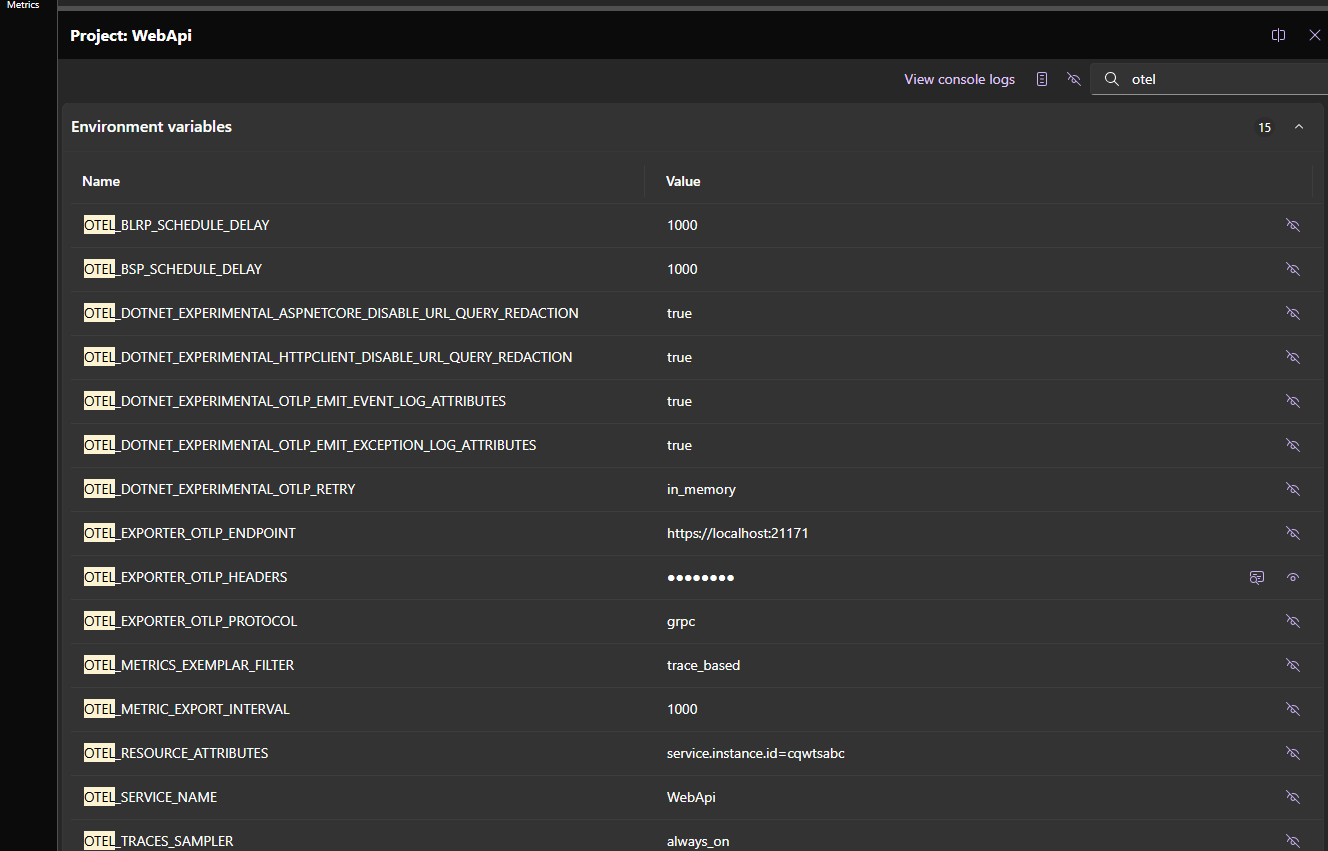 Metrics
Project: WebApi
View console logs
otel
Environment variables
15
Name Value
OTEL_BLRP_SCHEDULE_DELAY 1000
OTEL_BSP_SCHEDULE_DELAY 1000
OTEL_DOTNET_EXPERIMENTAL_ASPNETCORE_DISABLE_URL_QUERY_REDACTION true
OTEL_DOTNET_EXPERIMENTAL_HTTPCLIENT_DISABLE_URL_QUERY_REDACTION true
OTEL_DOTNET_EXPERIMENTAL_OTLP_EMIT_EVENT_LOG_ATTRIBUTES true
OTEL_DOTNET_EXPERIMENTAL_OTLP_EMIT_EXCEPTION_LOG_ATTRIBUTES true
OTEL_DOTNET_EXPERIMENTAL_OTLP_RETRY in_memory
OTEL_EXPORTER_OTLP_ENDPOINT https://localhost:21171
OTEL_EXPORTER_OTLP_HEADERS ●●●●●●●●
OTEL_EXPORTER_OTLP_PROTOCOL grpc
OTEL_METRICS_EXEMPLAR_FILTER trace_based
OTEL_METRIC_EXPORT_INTERVAL 1000
OTEL_RESOURCE_ATTRIBUTES service.instance.id=cqwtsabc
OTEL_SERVICE_NAME WebApi
OTEL_TRACES_SAMPLER always_on